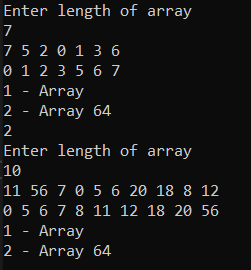 Enter length of array
7
7 5 2 0 1 3 6
0 1 2 3 5 6 7
1 - Array
2 - Array 64
2
Enter length of array
10
11 56 7 0 5 6 20 18 8 12
0 5 6 7 8 11 12 18 20 56
1 - Array
2 - Array 64